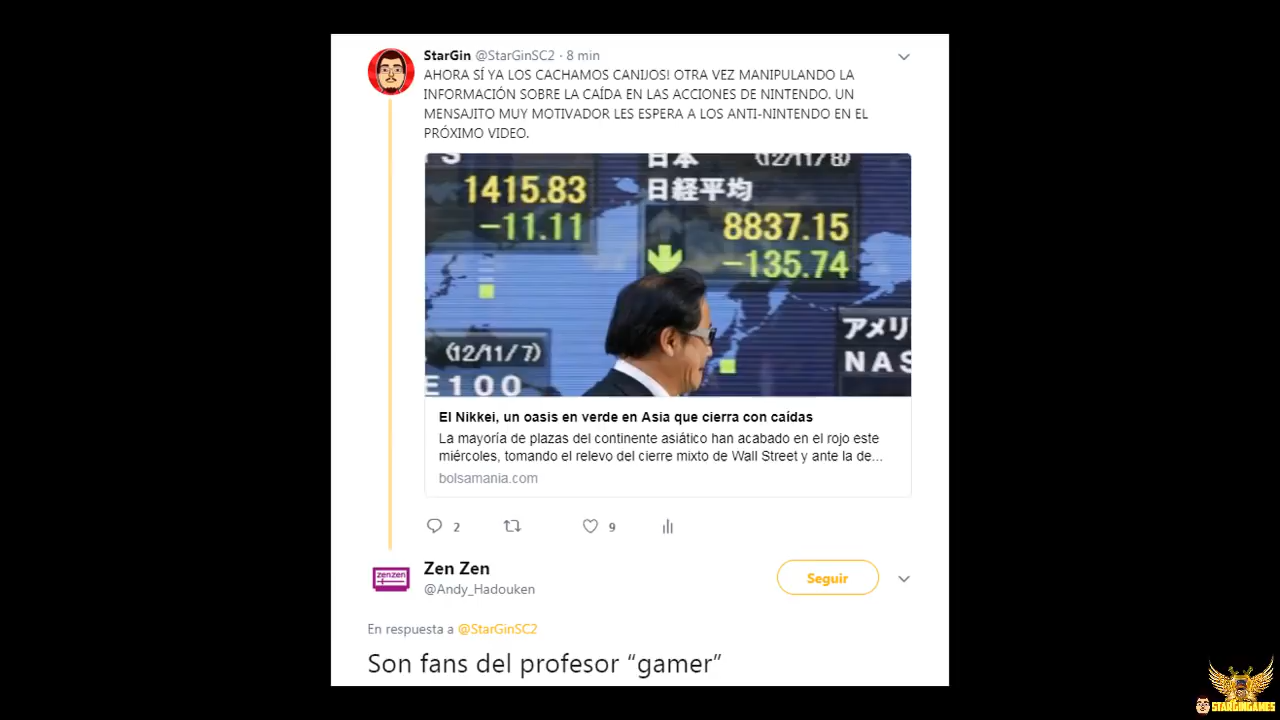 StarGin @StarGinSC2 · 8 min
AHORA SÍ YA LOS CACHAMOS CANIJOS! OTRA VEZ MANIPULANDO LA
INFORMACIÓN SOBRE LA CAÍDA EN LAS ACCIONES DE NINTENDO. UN
MENSAJITO MUY MOTIVADOR LES ESPERA A LOS ANTI-NINTENDO EN EL
PRÓXIMO VIDEO.
日本 (12/11/8)
1415.83 日経平均
-11.11 8837.15
-135.74
アメリ
(12/11/7) NAS
E100
El Nikkei, un oasis en verde en Asia que cierra con caídas
La mayoría de plazas del continente asiático han acabado en el rojo este
miércoles, tomando el relevo del cierre mixto de Wall Street y ante la de...
bolsamania.com
2 9
Zen Zen
zenzen
@Andy_Hadouken
Seguir
En respuesta a @StarGinSC2
Son fans del profesor “gamer”
STARGINGAMES